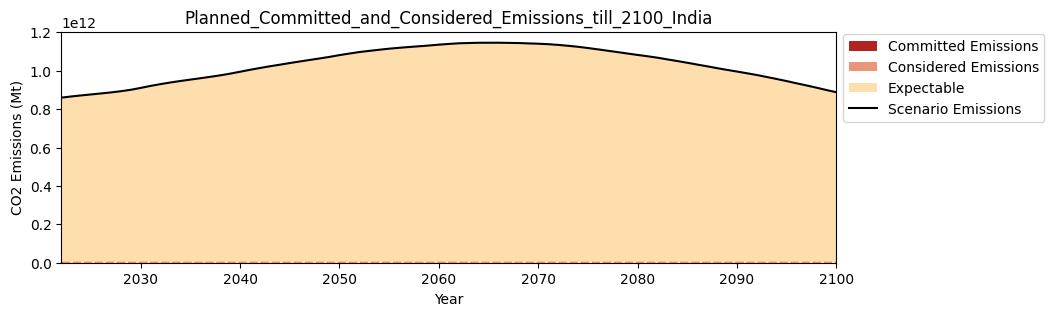 Planned_Committed_and_Considered_Emissions_till_2100_India
1e12
1.2
1.0
0.8
0.6
0.4
0.2
0.0
CO2 Emissions (Mt)
2030 2040 2050 2060 2070 2080 2090 2100
Year
Committed Emissions
Considered Emissions
Expectable
Scenario Emissions